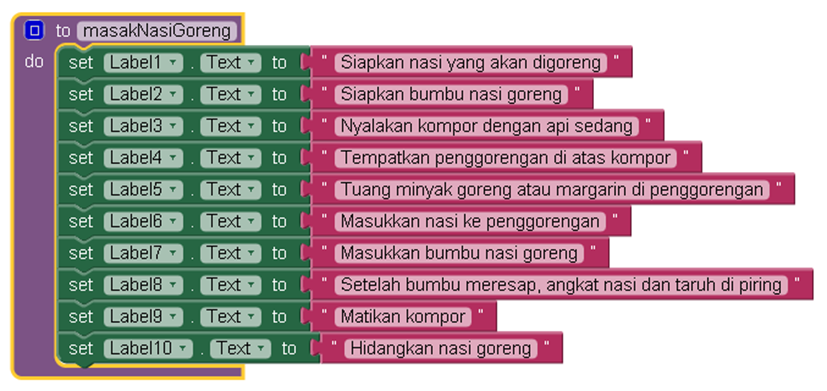 to masakNasiGoreng
do set Label1 . Text to " Siapkan nasi yang akan digoreng "
set Label2 . Text to " Siapkan bumbu nasi goreng "
set Label3 . Text to " Nyalakan kompor dengan api sedang "
set Label4 . Text to " Tempatkan penggorengan di atas kompor "
set Label5 . Text to " Tuang minyak goreng atau margarin di penggorengan "
set Label6 . Text to " Masukkan nasi ke penggorengan "
set Label7 . Text to " Masukkan bumbu nasi goreng "
set Label8 . Text to " Setelah bumbu meresap, angkat nasi dan taruh di piring "
set Label9 . Text to " Matikan kompor "
set Label10 . Text to " Hidangkan nasi goreng "